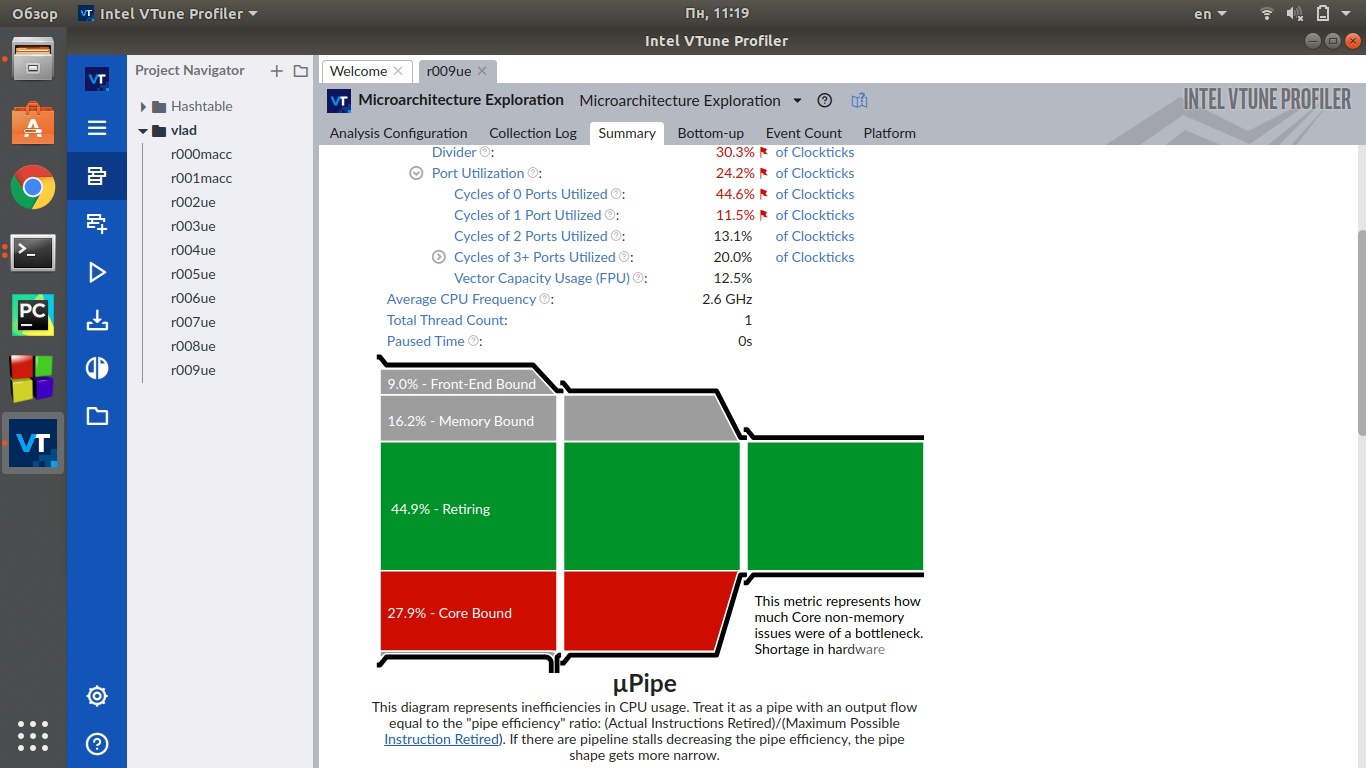 Обзор
Intel VTune Profiler
Пн, 11:19
en
Intel VTune Profiler
VT
Project Navigator
Hashtable
vlad
r000macc
r001macc
r002ue
r003ue
r004ue
r005ue
r006ue
r007ue
r008ue
r009ue
Welcome
r009ue
VT
Microarchitecture Exploration
Microarchitecture Exploration
INTEL VTUNE PROFILER
Analysis Configuration
Collection Log
Summary
Bottom-up
Event Count
Platform
Divider : 30.3% of Clockticks
Port Utilization : 24.2% of Clockticks
Cycles of 0 Ports Utilized : 44.6% of Clockticks
Cycles of 1 Port Utilized : 11.5% of Clockticks
Cycles of 2 Ports Utilized : 13.1% of Clockticks
Cycles of 3+ Ports Utilized : 20.0% of Clockticks
Vector Capacity Usage (FPU) : 12.5%
Average CPU Frequency : 2.6 GHz
Total Thread Count: 1
Paused Time : 0s
9.0% - Front-End Bound
16.2% - Memory Bound
44.9% - Retiring
27.9% - Core Bound
This metric represents how
much Core non-memory
issues were of a bottleneck.
Shortage in hardware
µPipe
This diagram represents inefficiencies in CPU usage. Treat it as a pipe with an output flow
equal to the "pipe efficiency" ratio: (Actual Instructions Retired)/(Maximum Possible
Instruction Retired). If there are pipeline stalls decreasing the pipe efficiency, the pipe
shape gets more narrow.
PC
VT